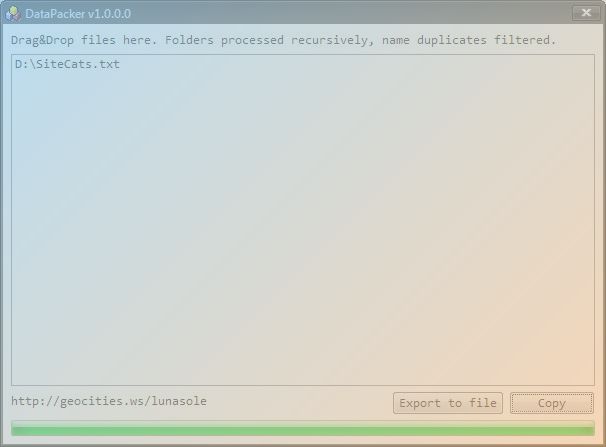 DataPacker v1.0.0.0
Drag&Drop files here. Folders processed recursively, name duplicates filtered.
D:\SiteCats.txt
http://geocities.ws/lunasole
Export to file
Copy